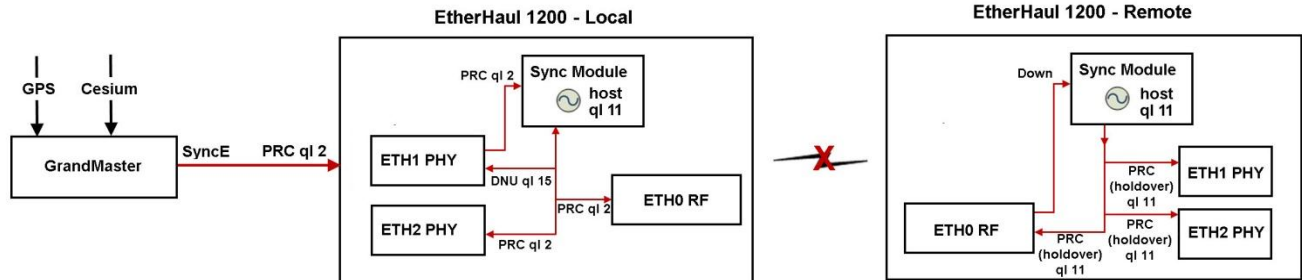 EtherHaul 1200 - Local
EtherHaul 1200 - Remote
GPS
Cesium
GrandMaster
SyncE
PRC ql 2
PRC ql 2
Sync Module
host
ql 11
ETH1 PHY
DNU ql 15
ETH2 PHY
PRC ql 2
PRC ql 2
ETH0 RF
X
Down
Sync Module
host
ql 11
ETH0 RF
PRC
(holdover)
ql 11
PRC
(holdover)
ql 11
ETH1 PHY
PRC
(holdover)
ql 11
ETH2 PHY